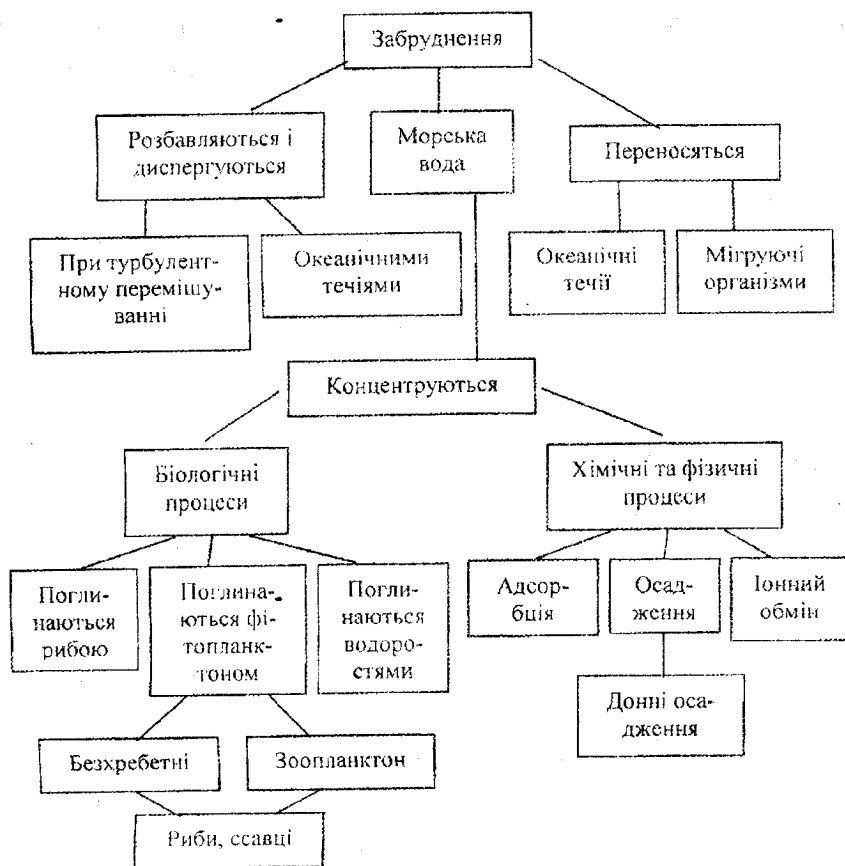 Забруднення
Розбавляються і
диспергуються
Морська
вода
Переносяться
При турбулент-
ному перемішу-
ванні
Океанічними
течіями
Океанічні
течії
Мігруючі
організми
Концентруються
Біологічні
процеси
Хімічні та фізичні
процеси
Погли-
наються
рибою
Поглина-
ються фі-
топланк-
тоном
Погли-
наються
водоро-
стями
Адсор-
бція
Осад-
ження
Іонний
обмін
Донні оса-
дження
Безхребетні
Зоопланктон
Риби, ссавці